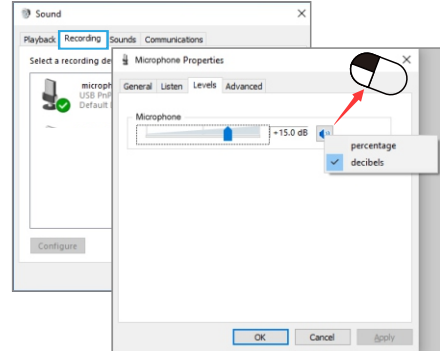 Sound
Playback Recording Sounds Communications
Select a recording de
microph
USB PnP
Default
Configure
Microphone Properties
General Listen Levels Advanced
Microphone
+15.0 dB
percentage
decibels
OK Cancel Apply